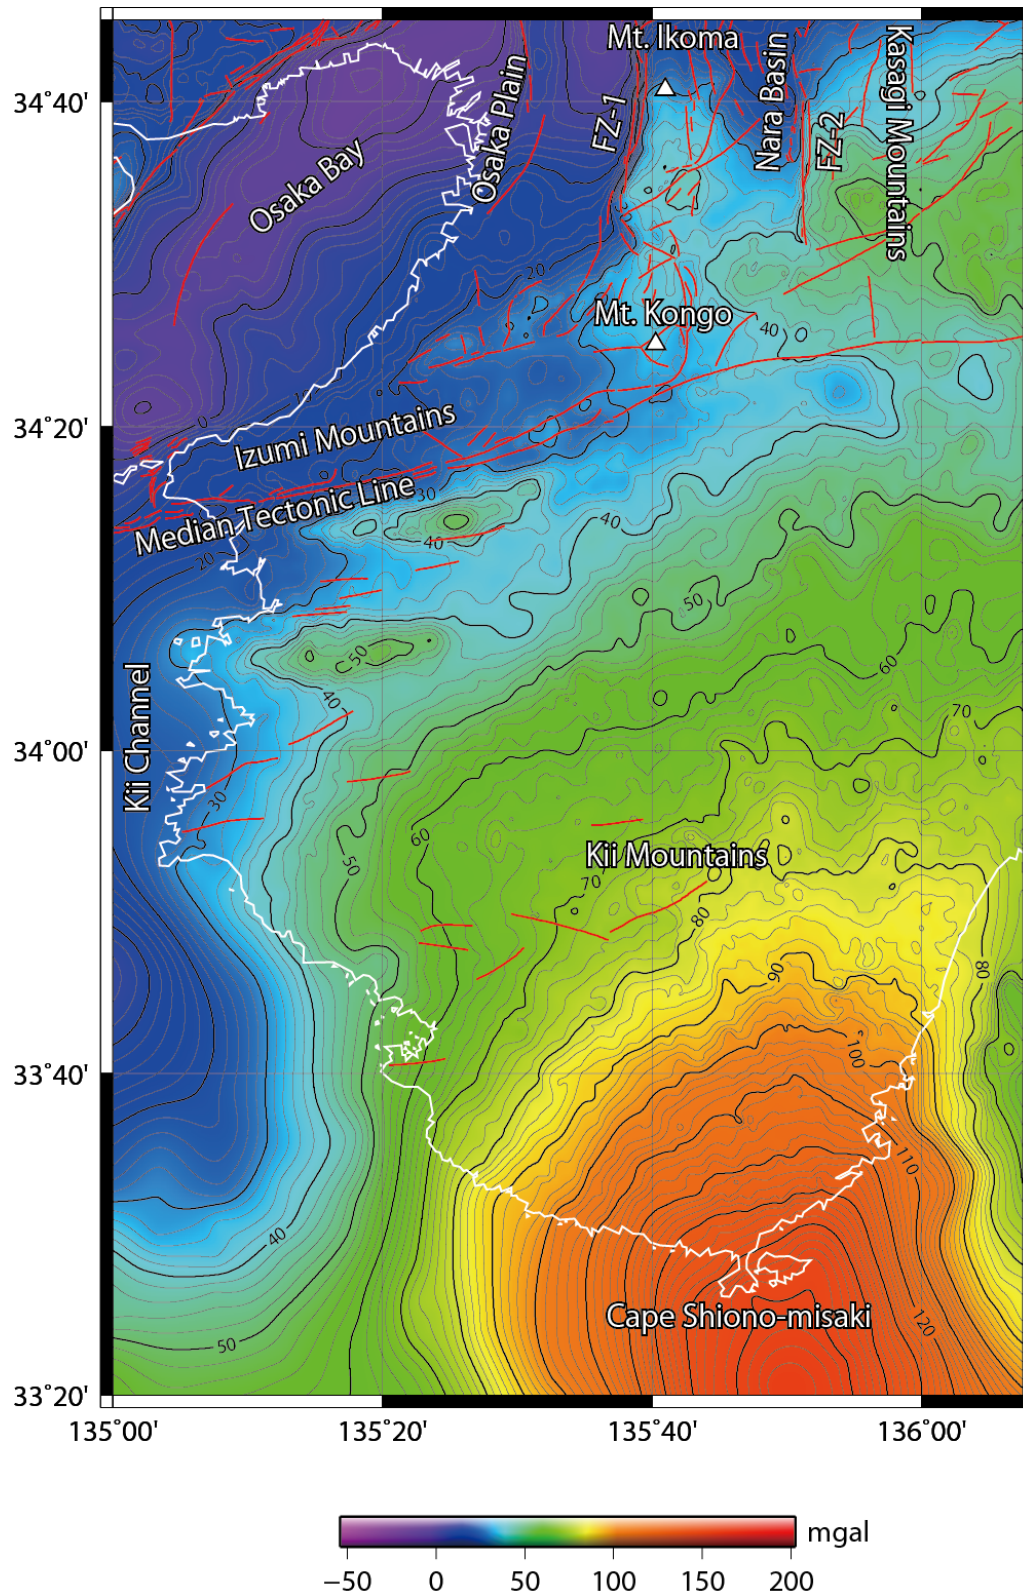 Mt. Ikoma
34°40'
Osaka Bay
Osaka Plain
FZ-1
Nara Basin
FZ-2
Kasagi Mountains
20
Mt. Kongo
40
10
0
34°20'
Izumi Mountains
Median Tectonic Line
30
40
40
20
50
50
60
40
70
Kii Channel
34°00'
30
60
50
Kii Mountains
70
80
90
80
100
33°40'
110
40
50
Cape Shiono-misaki
120
33°20'
135°00' 135°20' 135°40' 136°00'
mgal
−50 0 50 100 150 200